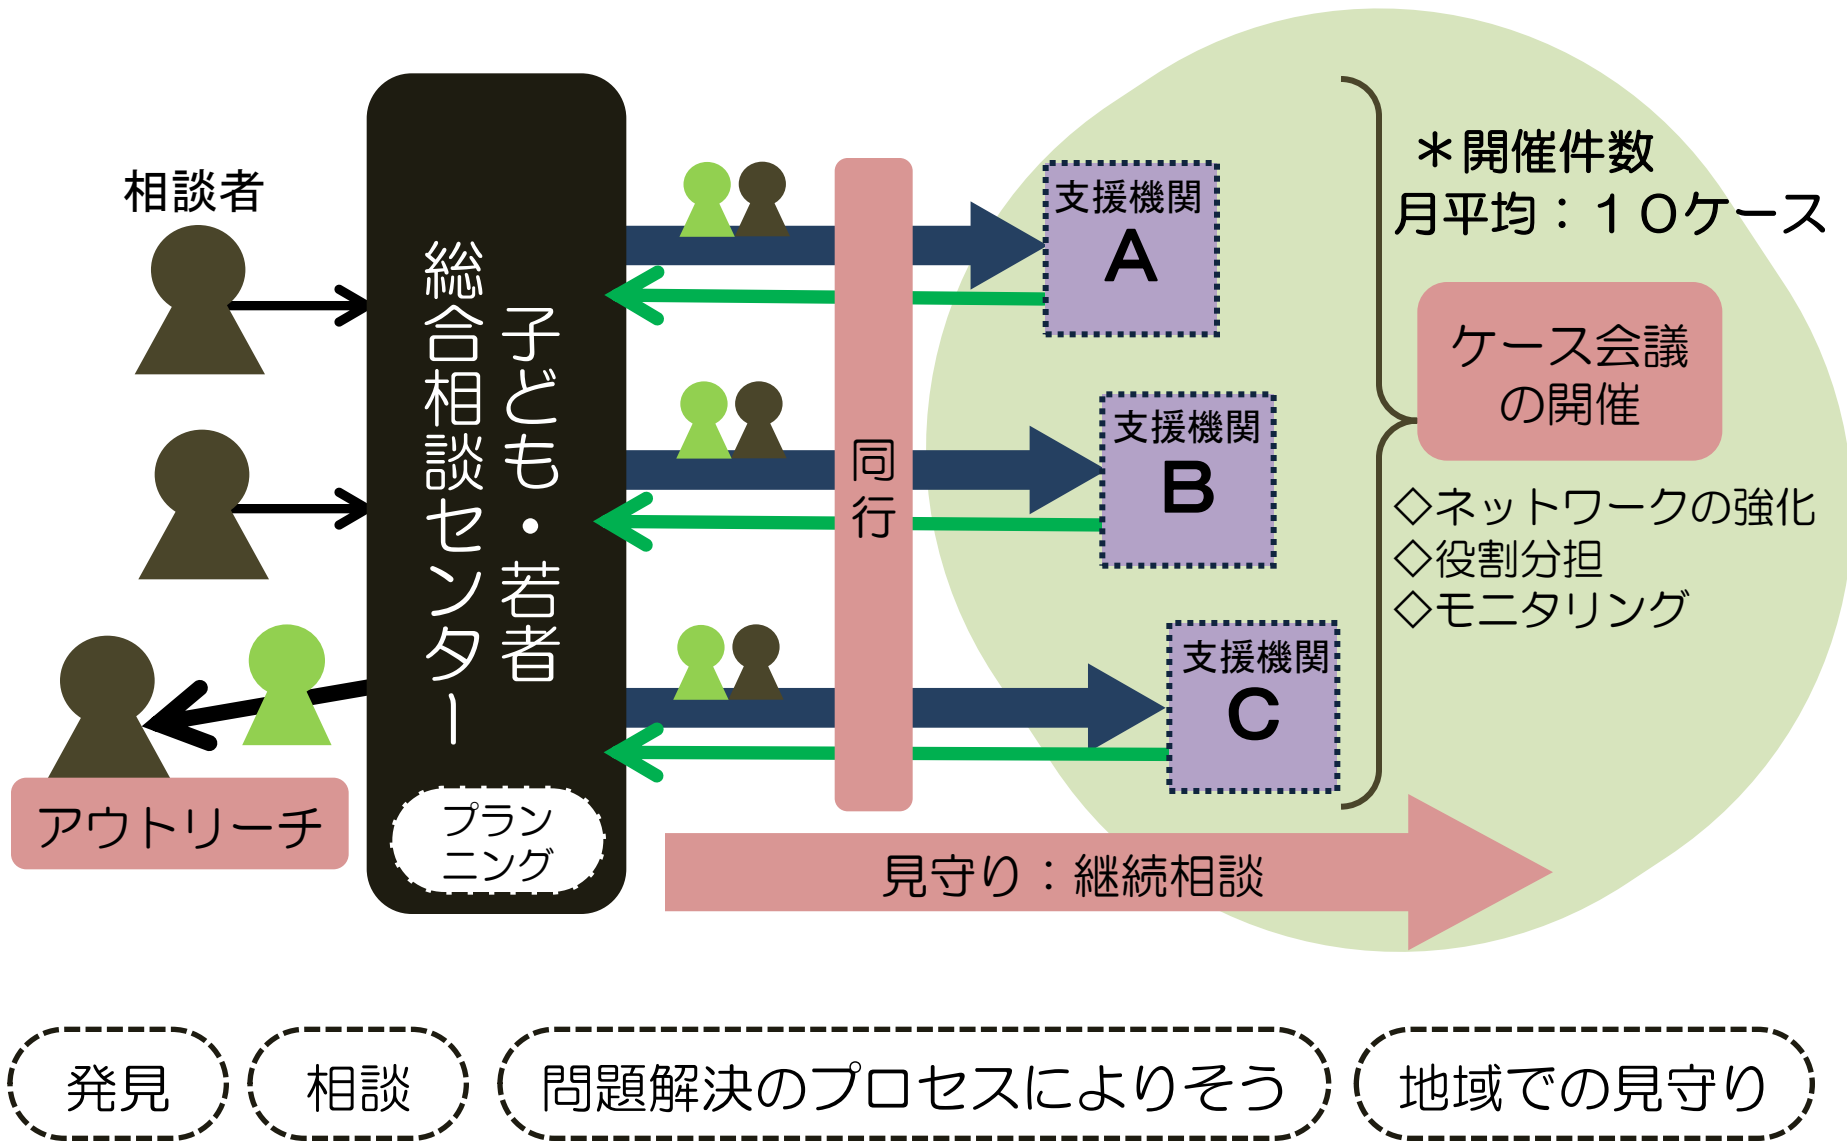 相談者
アウトリーチ
子ども・若者
総合相談センター
プラン
ニング
同行
支援機関
A
支援機関
B
支援機関
C
＊開催件数
月平均：１０ケース
ケース会議
の開催
◇ネットワークの強化
◇役割分担
◇モニタリング
見守り：継続相談
発見
相談
問題解決のプロセスによりそう
地域での見守り